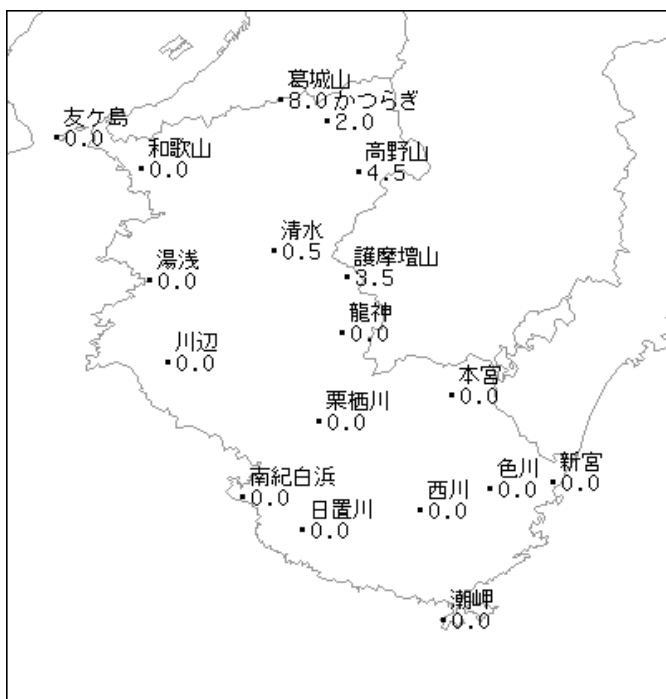 葛城山
8.0
かつらぎ
2.0
友ケ島
0.0
和歌山
0.0
高野山
4.5
清水
0.5
湯浅
0.0
護摩壇山
3.5
龍神
0.0
川辺
0.0
本宮
0.0
栗栖川
0.0
南紀白浜
0.0
日置川
0.0
西川
0.0
色川
0.0
新宮
0.0
潮岬
0.0